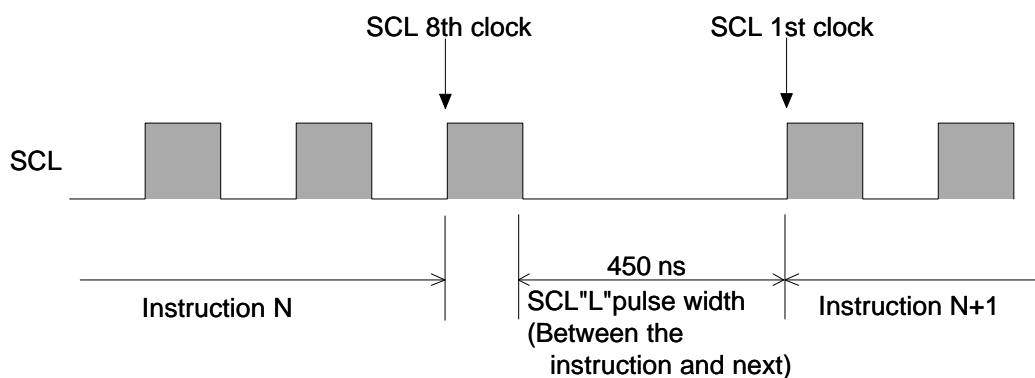 SCL 8th clock
SCL 1st clock
SCL
450 ns
Instruction N
SCL"L"pulse width
(Between the
instruction and next)
Instruction N+1